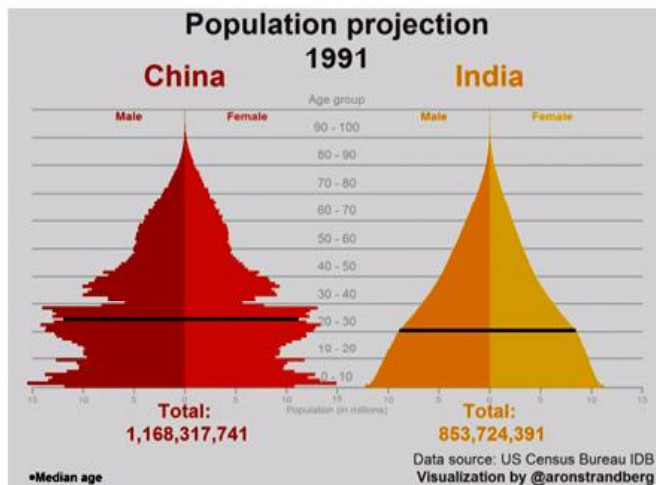 Population projection
1991
China
India
Age group
Male
Female
Male
Female
90 - 100
80 - 90
70 - 80
60 - 70
50 - 60
40 - 50
30 - 40
20 - 30
10 - 20
0 - 10
15 10 5 0 5 10 15 10 5 0 5 10 15
Population (in millions)
Total:
1,168,317,741
Total:
853,724,391
Data source: US Census Bureau IDB
•Median age
Visualization by @aronstrandberg